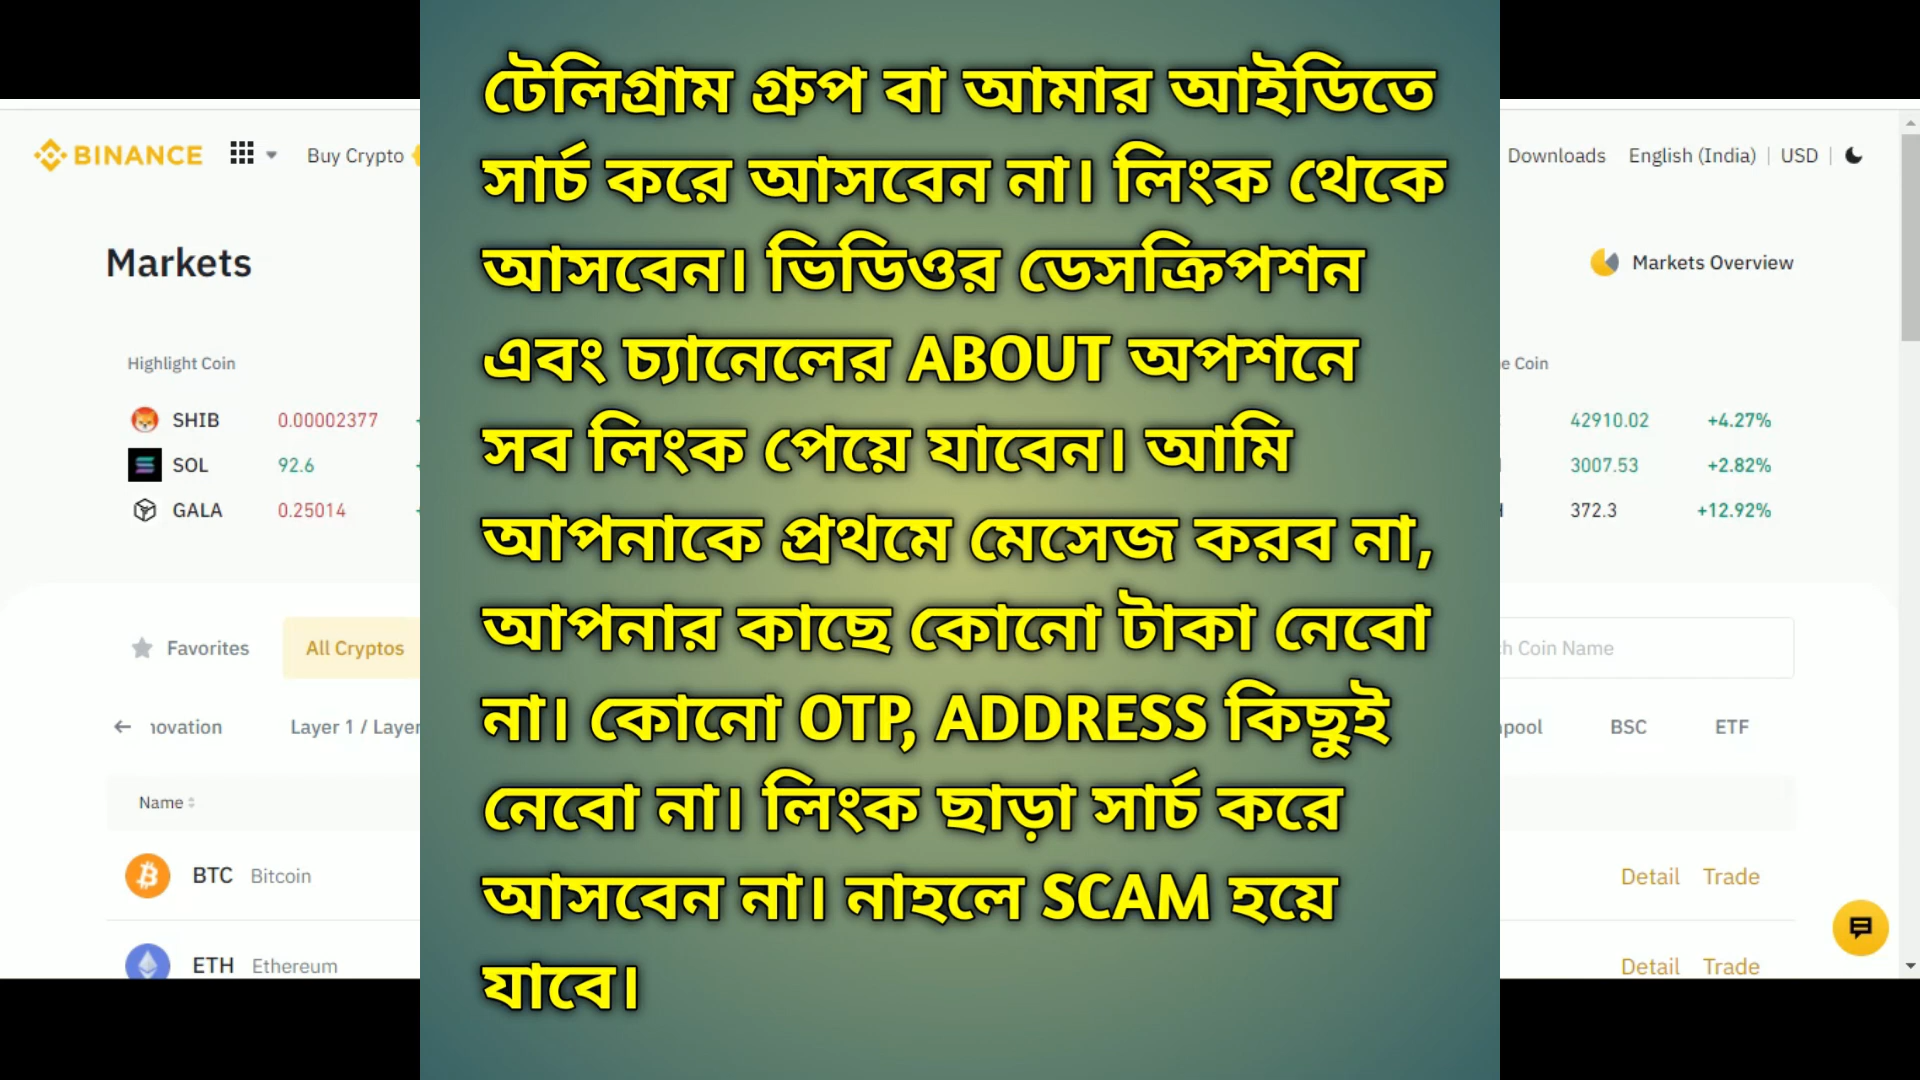 টেলিগ্রাম গ্রুপ বা আমার আইডিতে
সার্চ করে আসবেন না। লিংক থেকে
আসবেন। ভিডিওর ডেসক্রিপশন
এবং চ্যানেলের ABOUT অপশনে
সব লিংক পেয়ে যাবেন। আমি
আপনাকে প্রথমে মেসেজ করব না,
আপনার কাছে কোনো টাকা নেবো
না। কোনো OTP, ADDRESS কিছুই
নেবো না। লিংক ছাড়া সার্চ করে
আসবেন না। নাহলে SCAM হয়ে
যাবে।
BINANCE Buy Crypto
Downloads English (India) USD
Markets
Markets Overview
Highlight Coin
Coin
SHIB 0.00002377
42910.02 +4.27%
SOL 92.6
3007.53 +2.82%
GALA 0.25014
372.3 +12.92%
Favorites All Cryptos
Coin Name
Layer 1 /
BSC ETF
Name
BTC Bitcoin
Detail Trade
ETH Ethereum
Detail Trade